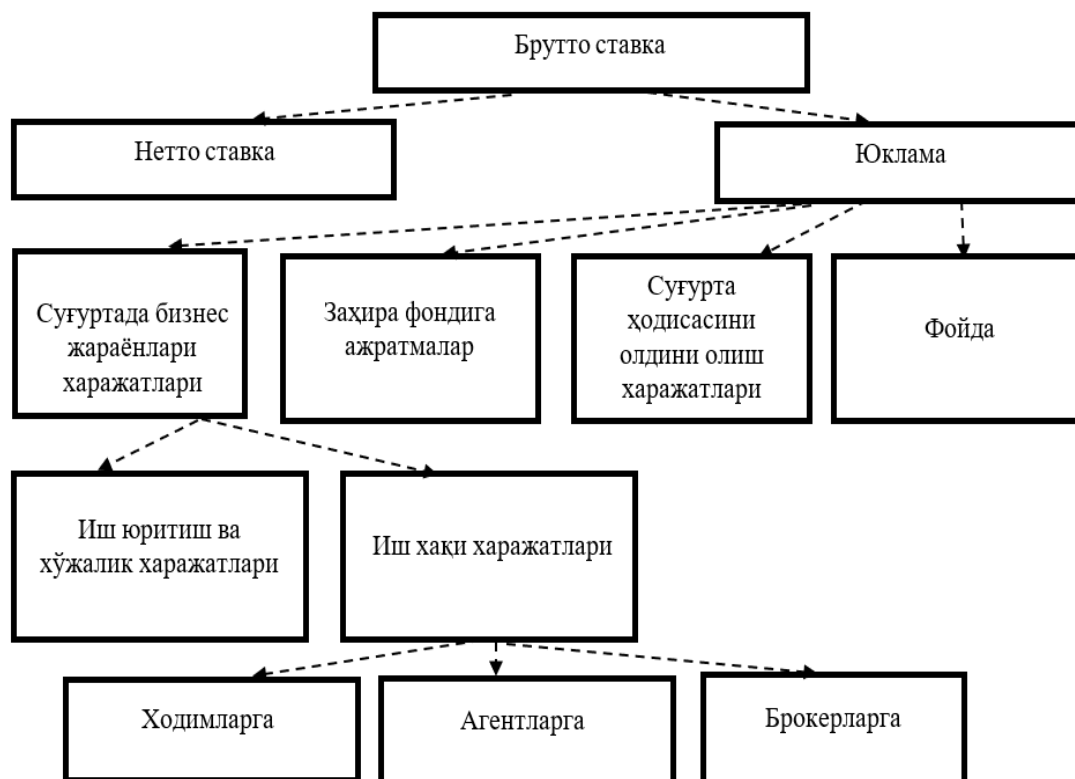 Брутто ставка
Нетто ставка
Юклама
Суғуртада бизнес
жараёнлари
харажатлари
Заҳира фондига
ажратмалар
Суғурта
ҳодисасини
олдини олиш
харажатлари
Фойда
Иш юритиш ва
хўжалик харажатлари
Иш хақи харажатлари
Ходимларга
Агентларга
Брокерларга